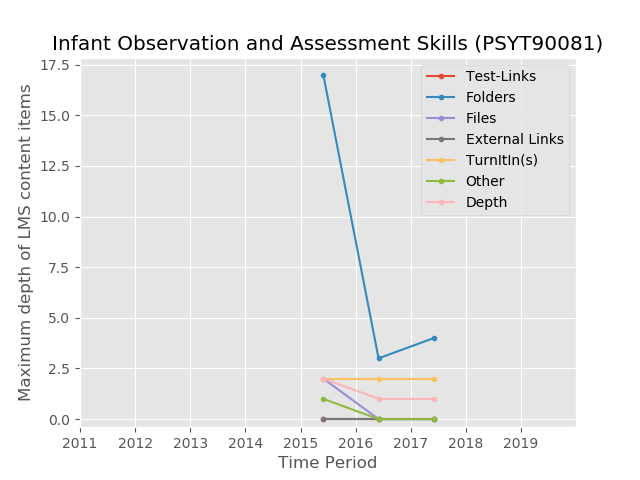 Infant Observation and Assessment Skills (PSYT90081)
Maximum depth of LMS content items
17.5
15.0
12.5
10.0
7.5
5.0
2.5
0.0
Test-Links
Folders
Files
External Links
TurnItIn(s)
Other
Depth
2011 2012 2013 2014 2015 2016 2017 2018 2019
Time Period